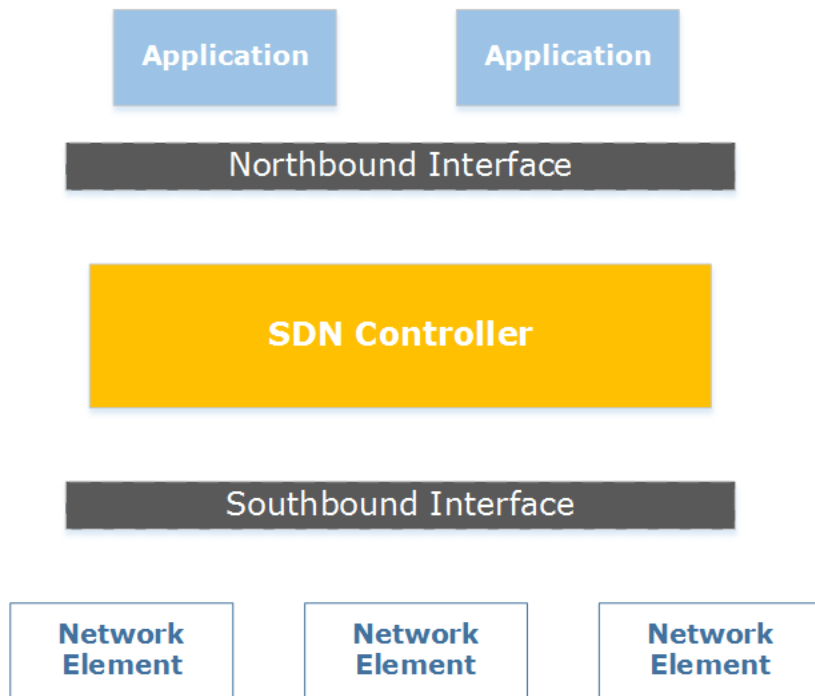 Application
Application
Northbound Interface
SDN Controller
Southbound Interface
Network
Element
Network
Element
Network
Element